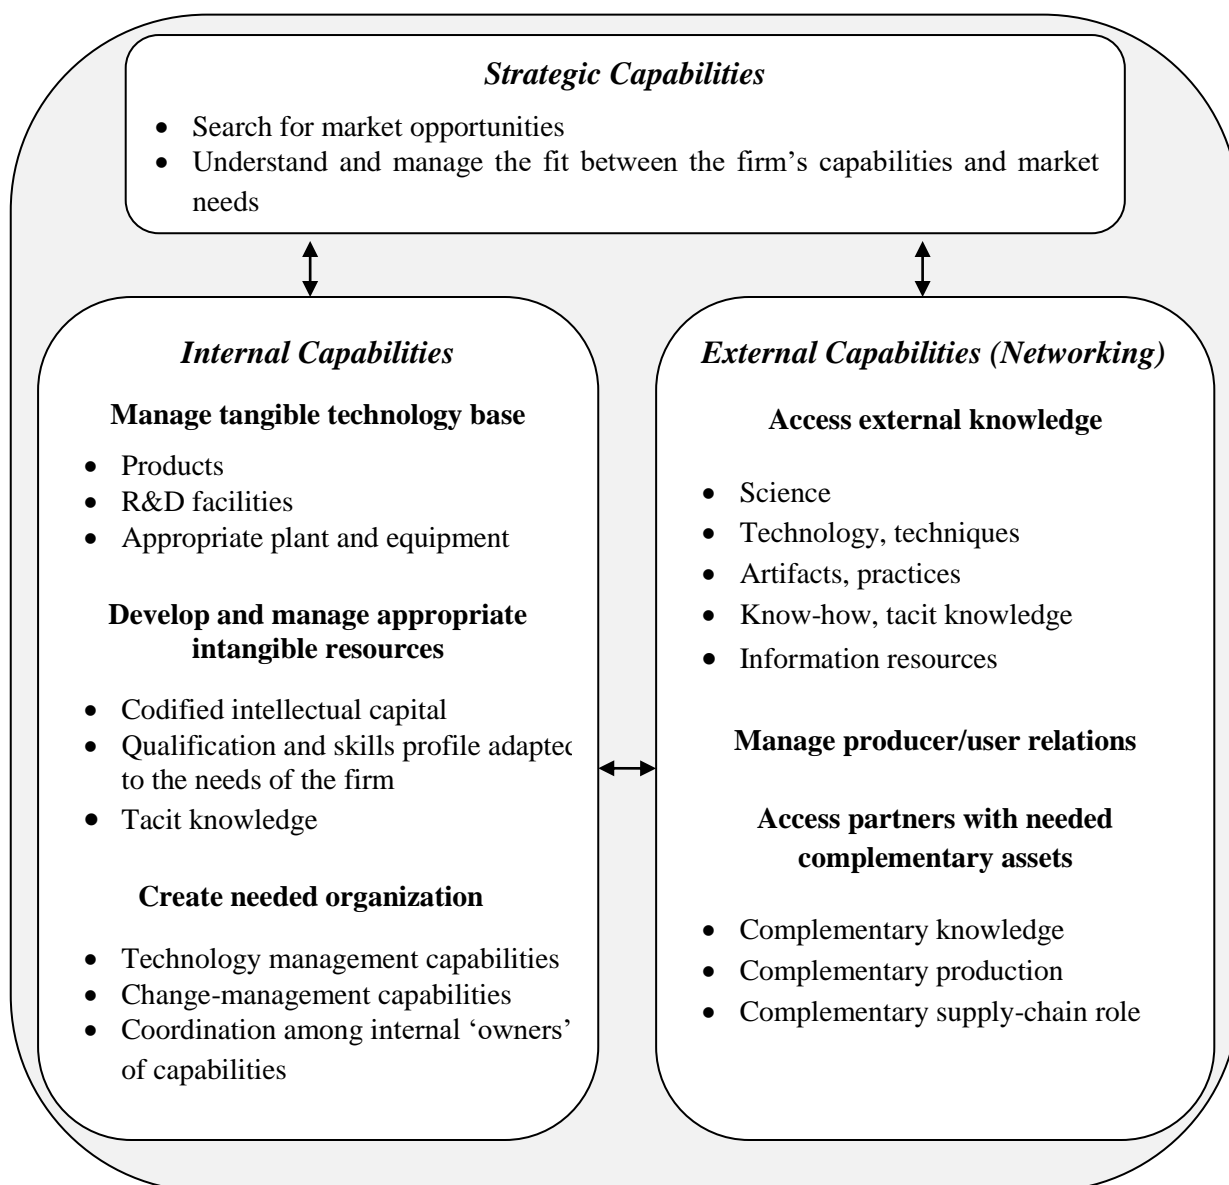 Strategic Capabilities
• Search for market opportunities
• Understand and manage the fit between the firm’s capabilities and market
needs
Internal Capabilities
Manage tangible technology base
• Products
• R&D facilities
• Appropriate plant and equipment
Develop and manage appropriate
intangible resources
• Codified intellectual capital
• Qualification and skills profile adapted
to the needs of the firm
• Tacit knowledge
Create needed organization
• Technology management capabilities
• Change-management capabilities
• Coordination among internal ‘owners’
of capabilities
External Capabilities (Networking)
Access external knowledge
• Science
• Technology, techniques
• Artifacts, practices
• Know-how, tacit knowledge
• Information resources
Manage producer/user relations
Access partners with needed
complementary assets
• Complementary knowledge
• Complementary production
• Complementary supply-chain role